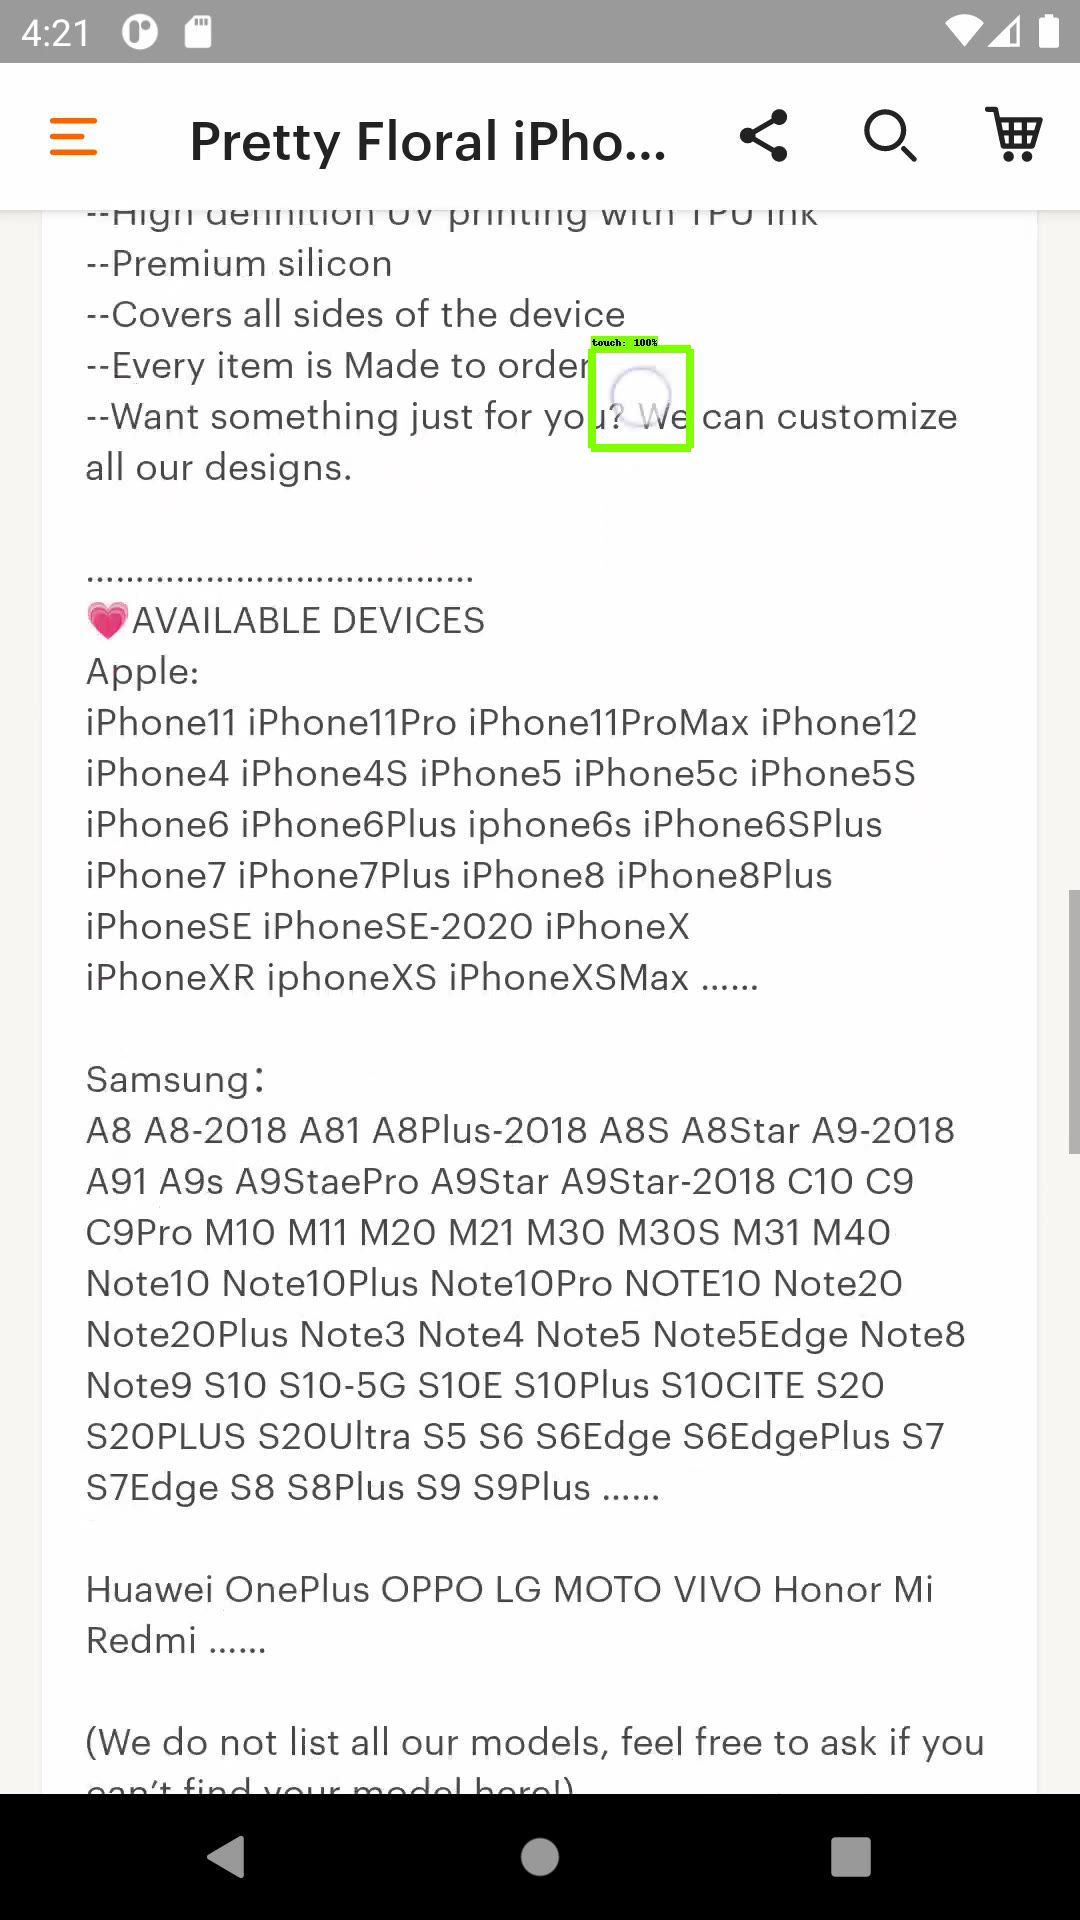 4:21
Pretty Floral iPho...
--High definition UV printing with TPU ink
--Premium silicon
--Covers all sides of the device
touch: 100%
--Every item is Made to order
--Want something just for you? We can customize
all our designs.
.......................................
💗AVAILABLE DEVICES
Apple:
iPhone11 iPhone11Pro iPhone11ProMax iPhone12
iPhone4 iPhone4S iPhone5 iPhone5c iPhone5S
iPhone6 iPhone6Plus iphone6s iPhone6SPlus
iPhone7 iPhone7Plus iPhone8 iPhone8Plus
iPhoneSE iPhoneSE-2020 iPhoneX
iPhoneXR iphoneXS iPhoneXSMax ......
Samsung：
A8 A8-2018 A81 A8Plus-2018 A8S A8Star A9-2018
A91 A9s A9StaePro A9Star A9Star-2018 C10 C9
C9Pro M10 M11 M20 M21 M30 M30S M31 M40
Note10 Note10Plus Note10Pro NOTE10 Note20
Note20Plus Note3 Note4 Note5 Note5Edge Note8
Note9 S10 S10-5G S10E S10Plus S10CITE S20
S20PLUS S20Ultra S5 S6 S6Edge S6EdgePlus S7
S7Edge S8 S8Plus S9 S9Plus ......
Huawei OnePlus OPPO LG MOTO VIVO Honor Mi
Redmi ......
(We do not list all our models, feel free to ask if you
can't find your model here!)